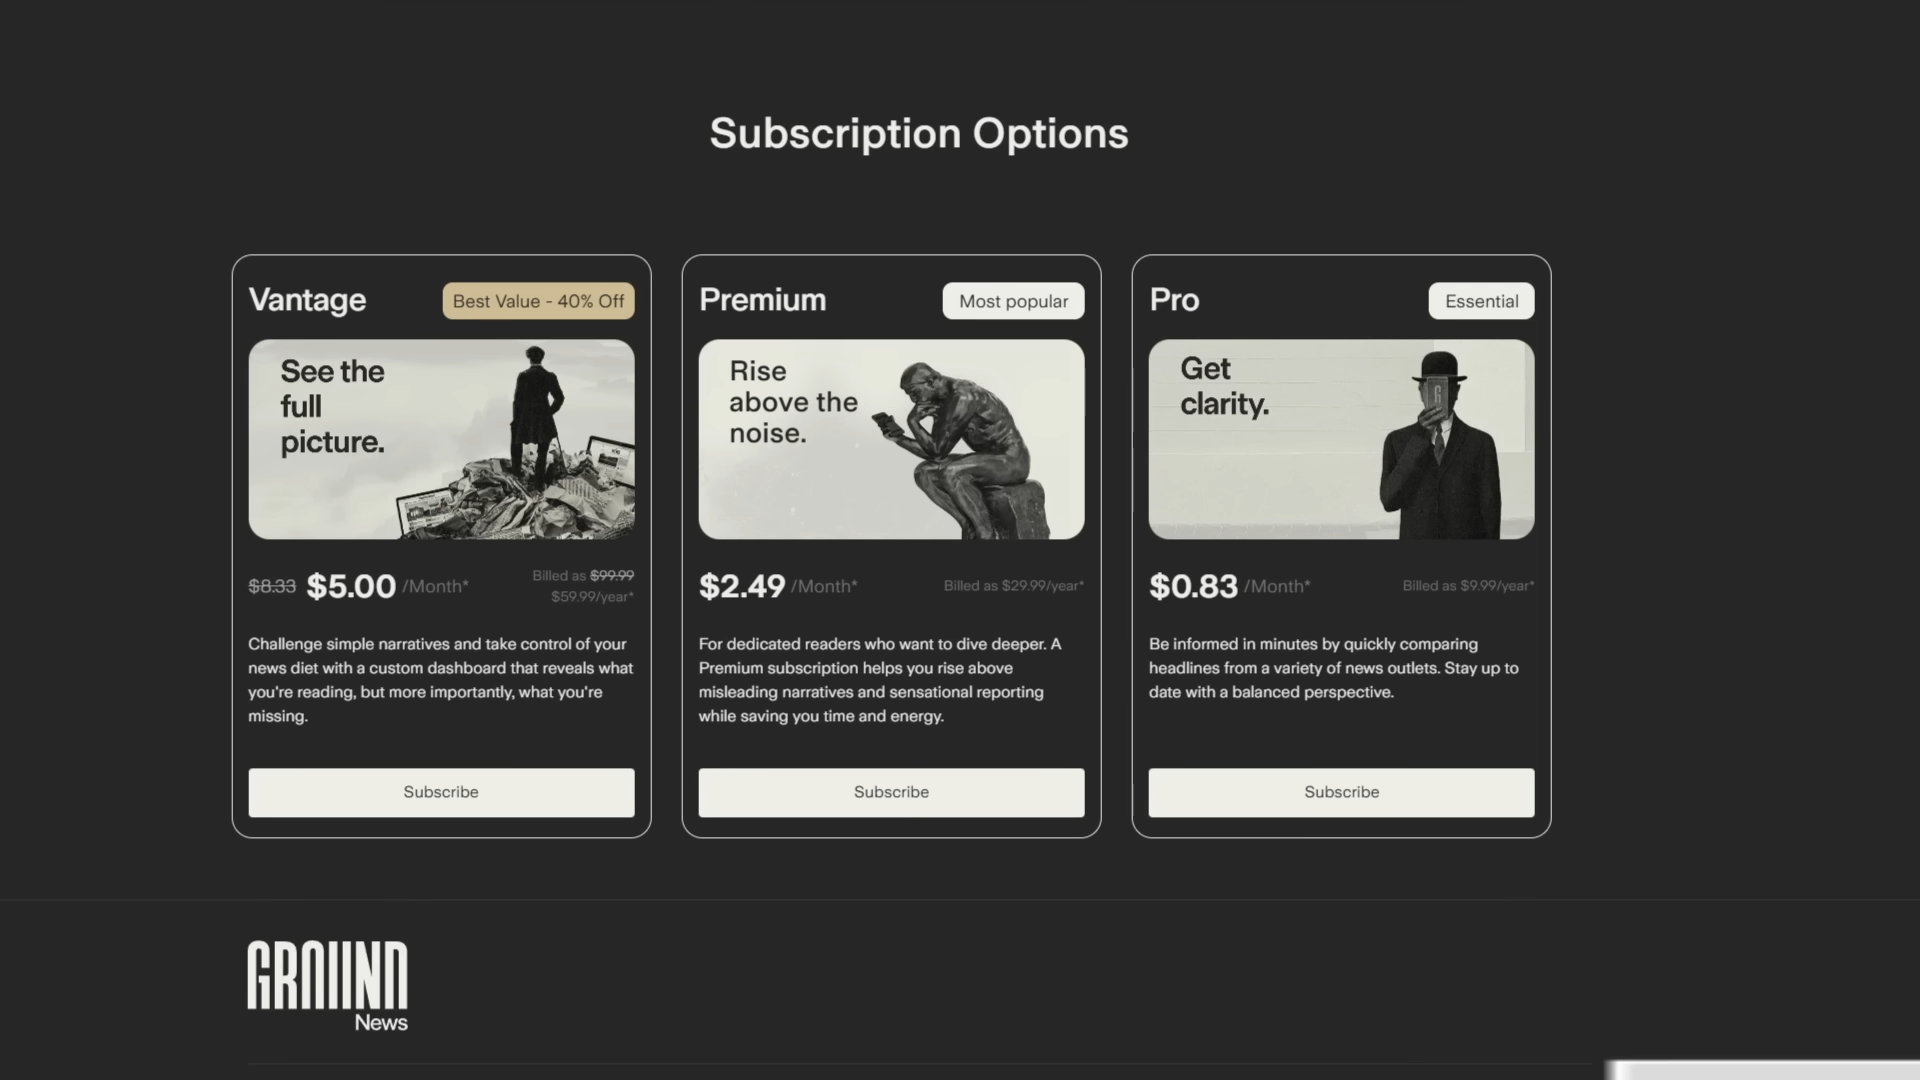 Subscription Options
Vantage
Best Value - 40% Off
See the
full
picture.
$8.33 $5.00 /Month*
Billed as $99.99
$59.99/year*
Challenge simple narratives and take control of your
news diet with a custom dashboard that reveals what
you're reading, but more importantly, what you're
missing.
Subscribe
Premium
Most popular
Rise
above the
noise.
$2.49 /Month*
Billed as $29.99/year*
For dedicated readers who want to dive deeper. A
Premium subscription helps you rise above
misleading narratives and sensational reporting
while saving you time and energy.
Subscribe
Pro
Essential
Get
clarity.
G
$0.83 /Month*
Billed as $9.99/year*
Be informed in minutes by quickly comparing
headlines from a variety of news outlets. Stay up to
date with a balanced perspective.
Subscribe
GROUND
News